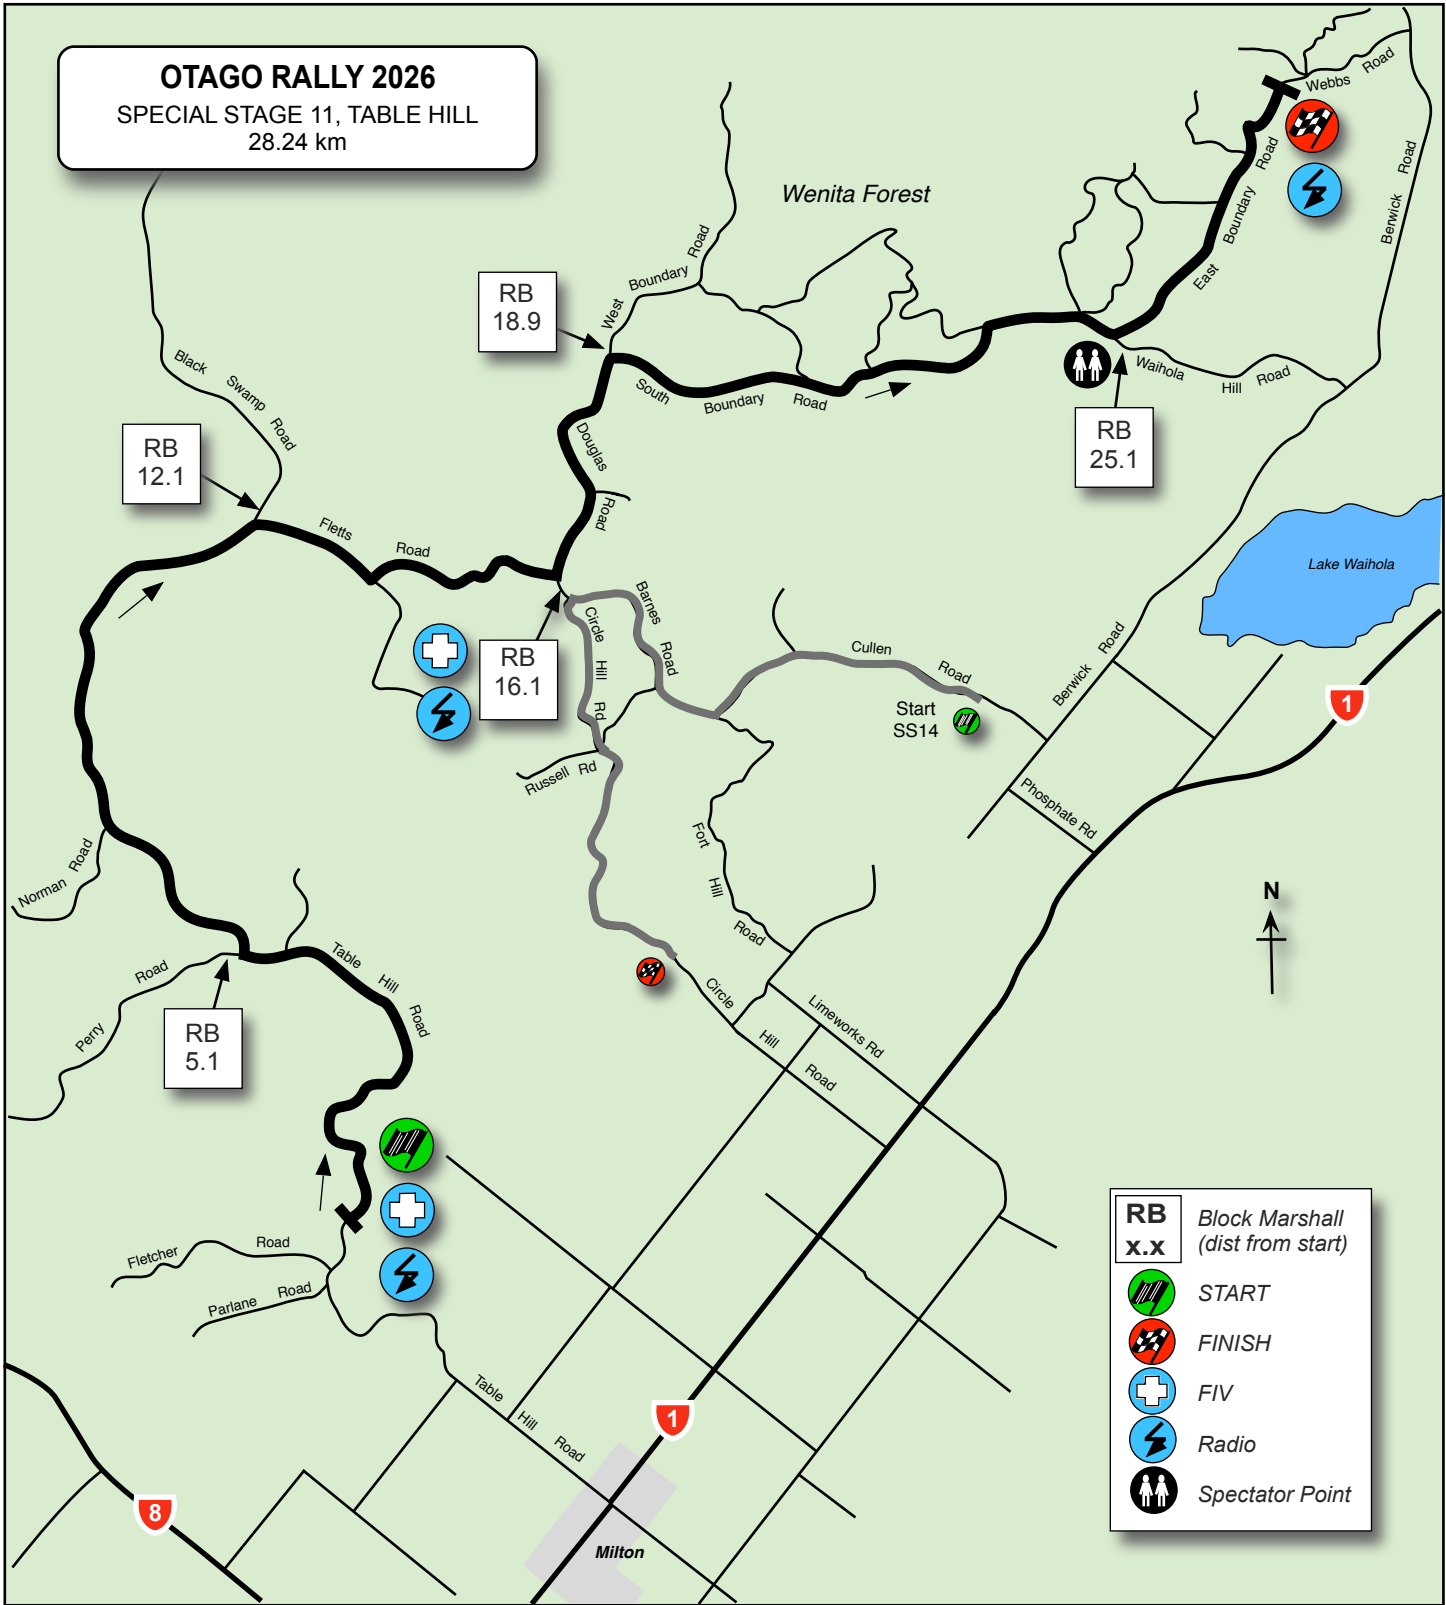 OTAGO RALLY 2026
SPECIAL STAGE 11, TABLE HILL
28.24 km
Webbs Road
Berwick Road
Wenita Forest
East Boundary Road
West Boundary Road
RB
18.9
South Boundary Road
Waihola Hill Road
RB
25.1
Black Swamp Road
RB
12.1
Fletts Road
Douglas Road
Lake Waihola
RB
16.1
Circle Hill Rd
Barnes Road
Cullen Road
Start
SS14
Berwick Road
1
Russell Rd
Phosphate Rd
Fort Hill Road
Norman Road
N
Table Hill Road
Perry Road
RB
5.1
Circle Hill Road
Limeworks Rd
Fletcher Road
Parlane Road
Table Hill Road
1
8
Milton
RB
x.x
Block Marshall
(dist from start)
START
FINISH
FIV
Radio
Spectator Point